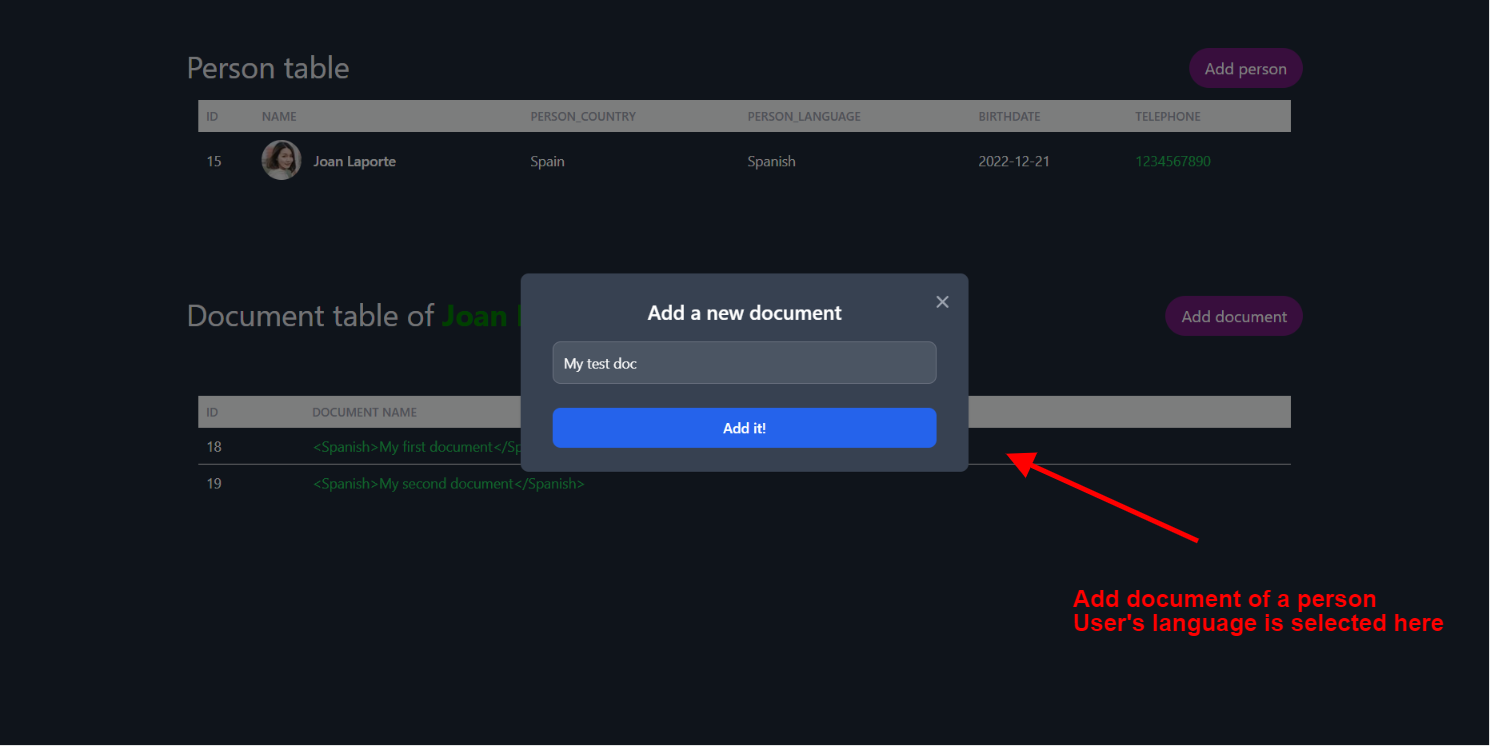 Person table
Add person
ID NAME PERSON_COUNTRY PERSON_LANGUAGE BIRTHDATE TELEPHONE
15 Joan Laporte Spain Spanish 2022-12-21 1234567890
Add a new document
Document table of Joan
Add document
My test doc
ID DOCUMENT NAME
Add it!
18 <Spanish>My first document</Sp
19 <Spanish>My second document</Spanish>
Add document of a person
User's language is selected here